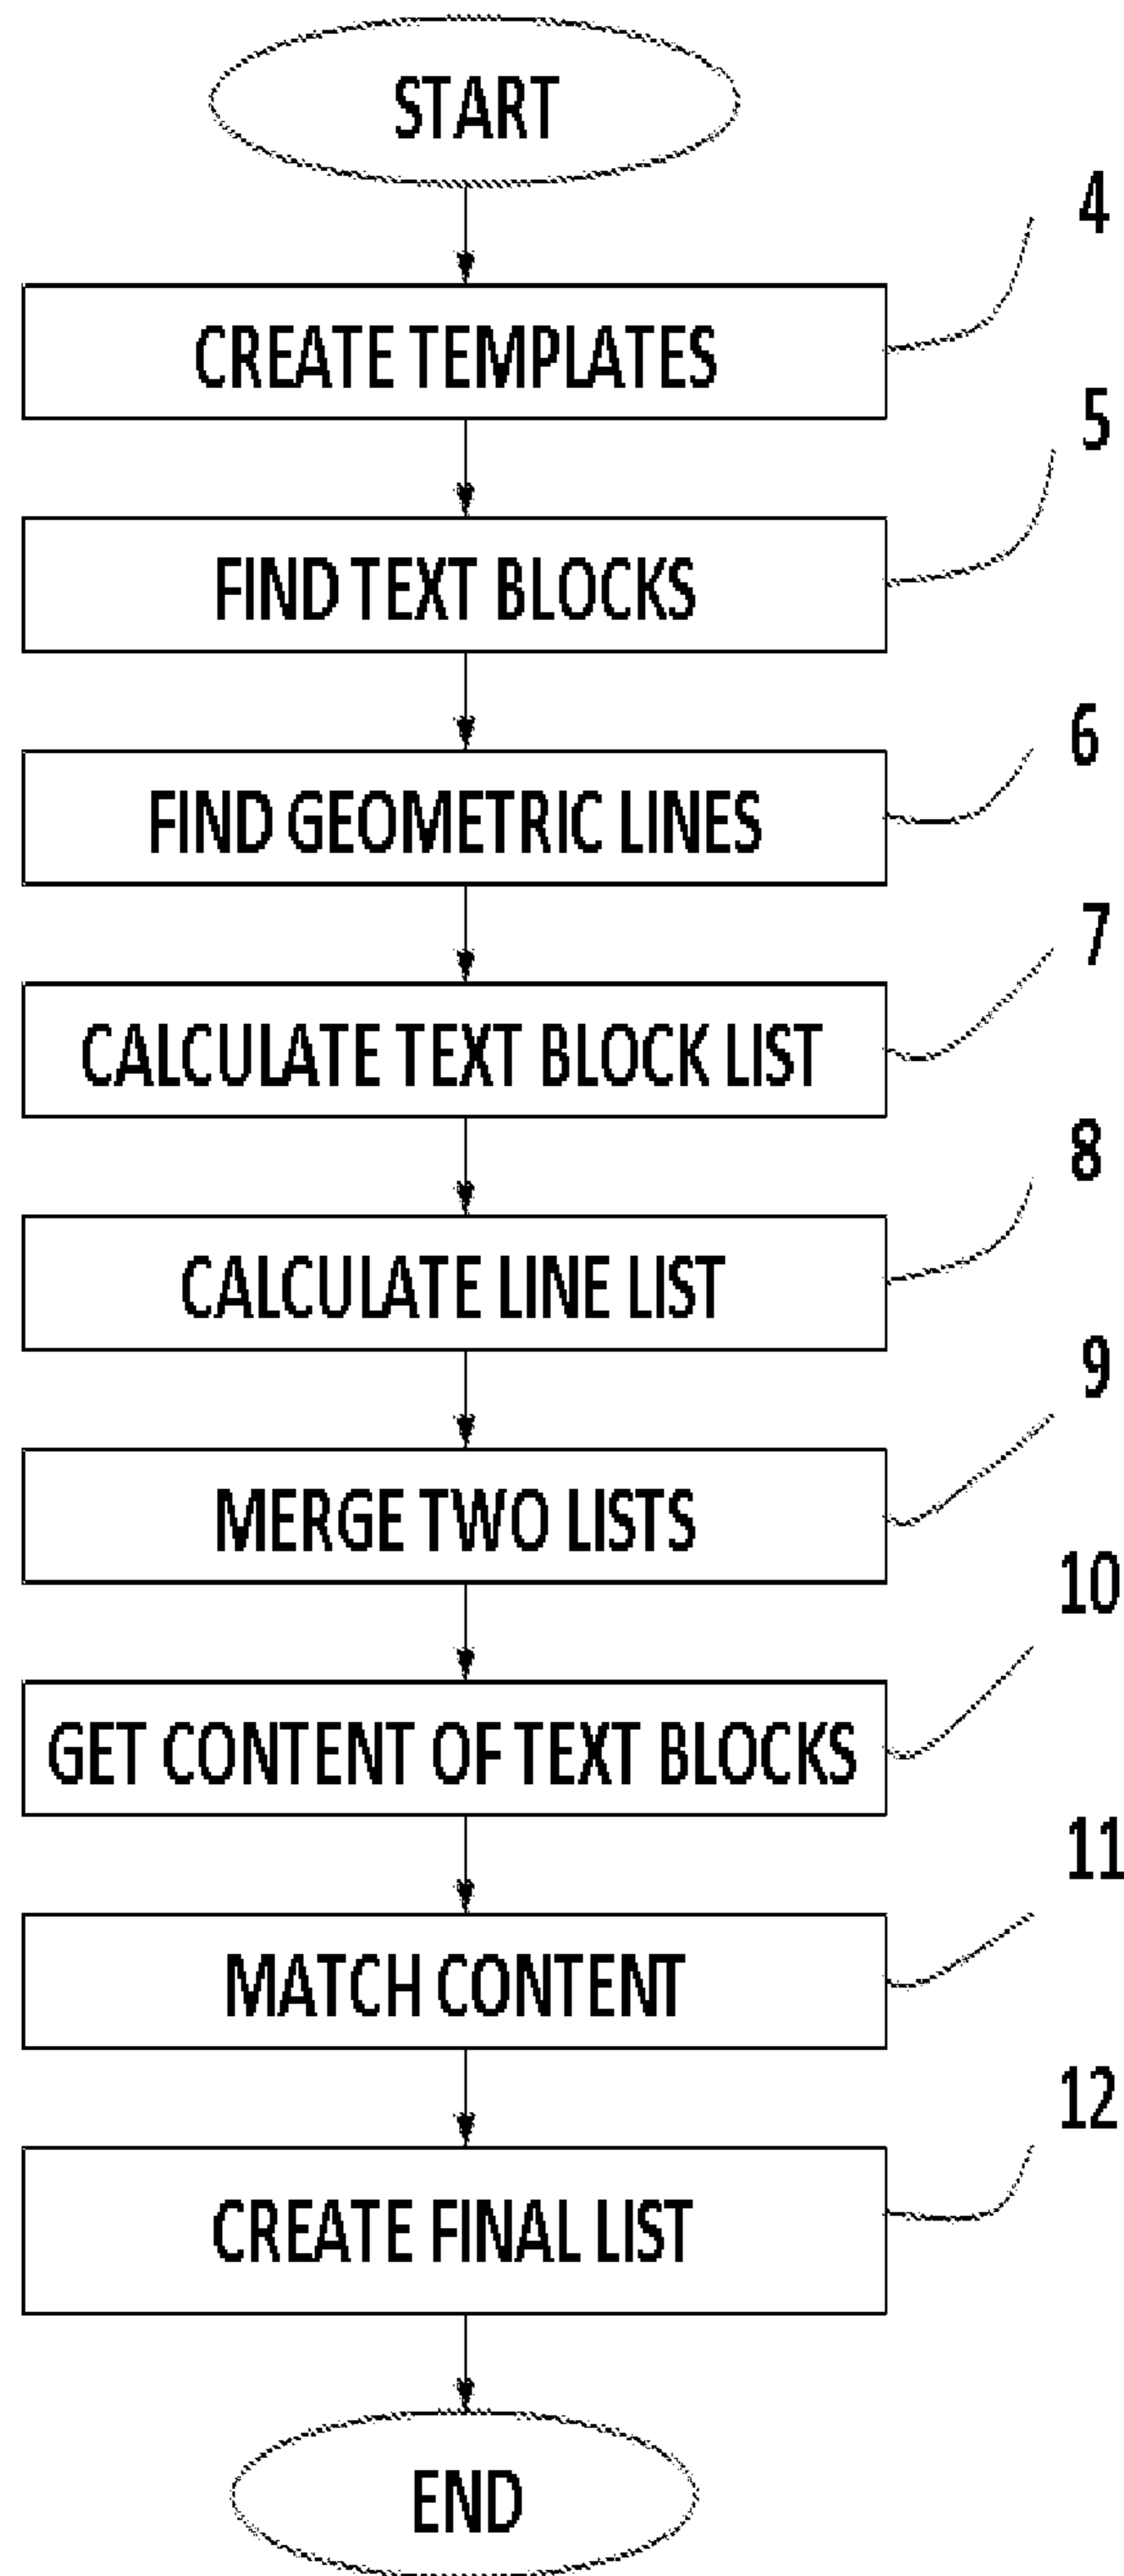 START
4
CREATE TEMPLATES
5
FIND TEXT BLOCKS
6
FIND GEOMETRIC LINES
7
CALCULATE TEXT BLOCK LIST
8
CALCULATE LINE LIST
9
MERGE TWO LISTS
10
GET CONTENT OF TEXT BLOCKS
11
MATCH CONTENT
12
CREATE FINAL LIST
END